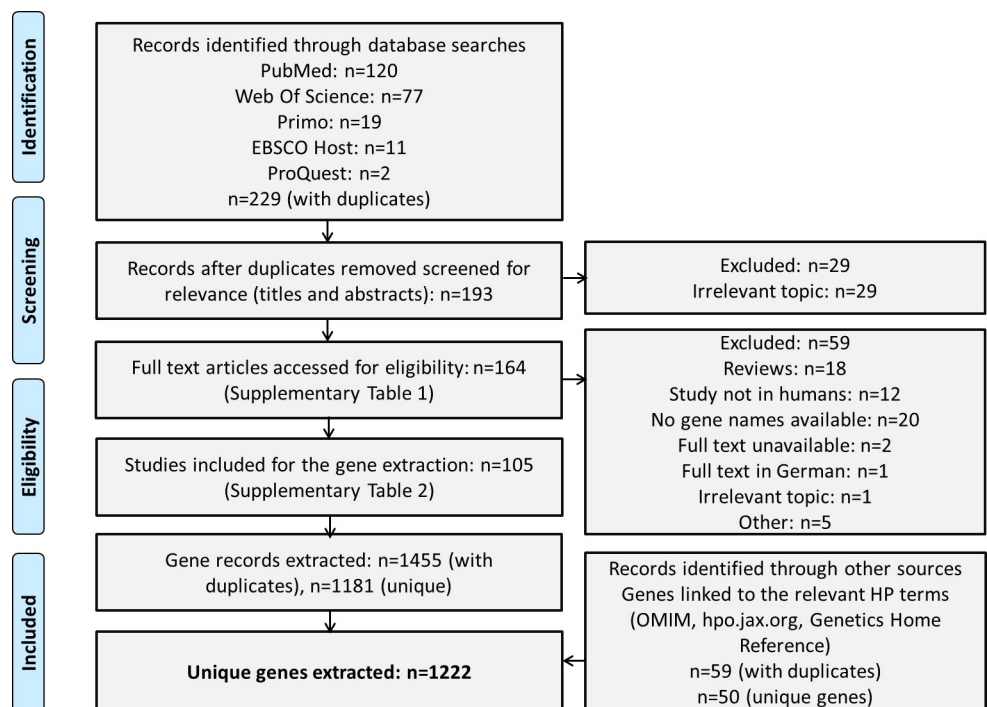 Identification
Records identified through database searches
PubMed: n=120
Web Of Science: n=77
Primo: n=19
EBSCO Host: n=11
ProQuest: n=2
n=229 (with duplicates)
Screening
Records after duplicates removed screened for
relevance (titles and abstracts): n=193
Excluded: n=29
Irrelevant topic: n=29
Full text articles accessed for eligibility: n=164
(Supplementary Table 1)
Excluded: n=59
Reviews: n=18
Study not in humans: n=12
No gene names available: n=20
Full text unavailable: n=2
Full text in German: n=1
Irrelevant topic: n=1
Other: n=5
Eligibility
Studies included for the gene extraction: n=105
(Supplementary Table 2)
Gene records extracted: n=1455 (with
duplicates), n=1181 (unique)
Included
Records identified through other sources
Genes linked to the relevant HP terms
(OMIM, hpo.jax.org, Genetics Home
Reference)
n=59 (with duplicates)
n=50 (unique genes)
Unique genes extracted: n=1222